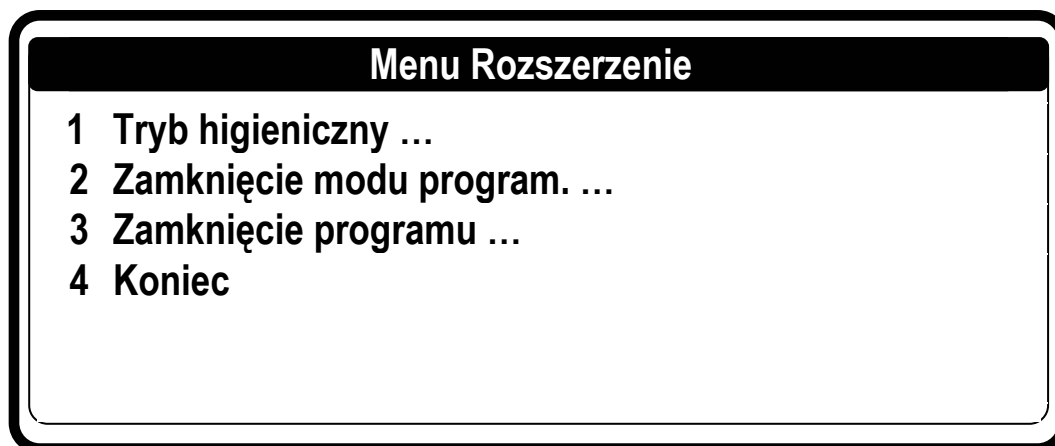 Menu Rozszerzenie
1 Tryb higieniczny …
2 Zamknięcie modu program. …
3 Zamknięcie programu …
4 Koniec